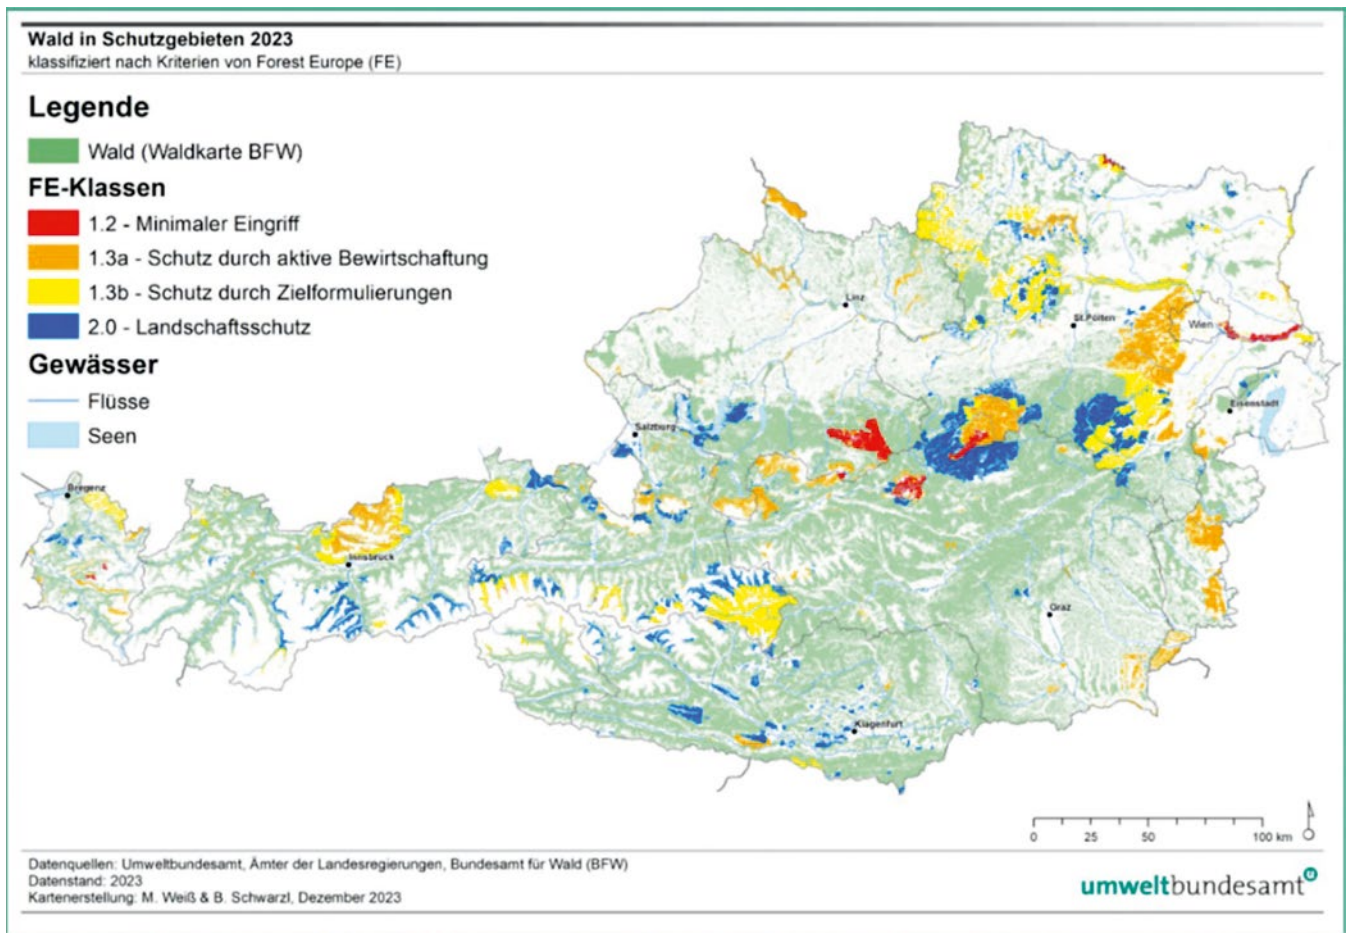 Wald in Schutzgebieten 2023
klassifiziert nach Kriterien von Forest Europe (FE)
Legende
Wald (Waldkarte BFW)
FE-Klassen
1.2 - Minimaler Eingriff
1.3a - Schutz durch aktive Bewirtschaftung
1.3b - Schutz durch Zielformulierungen
2.0 - Landschaftsschutz
Gewässer
Flüsse
Seen
Linz
St.Pölten
Wien
Eisenstadt
Salzburg
Bregenz
Innsbruck
Graz
Klagenfurt
0 25 50 100 km
Datenquellen: Umweltbundesamt, Ämter der Landesregierungen, Bundesamt für Wald (BFW)
Datenstand: 2023
Kartenerstellung: M. Weiß & B. Schwarzl, Dezember 2023
umweltbundesamt